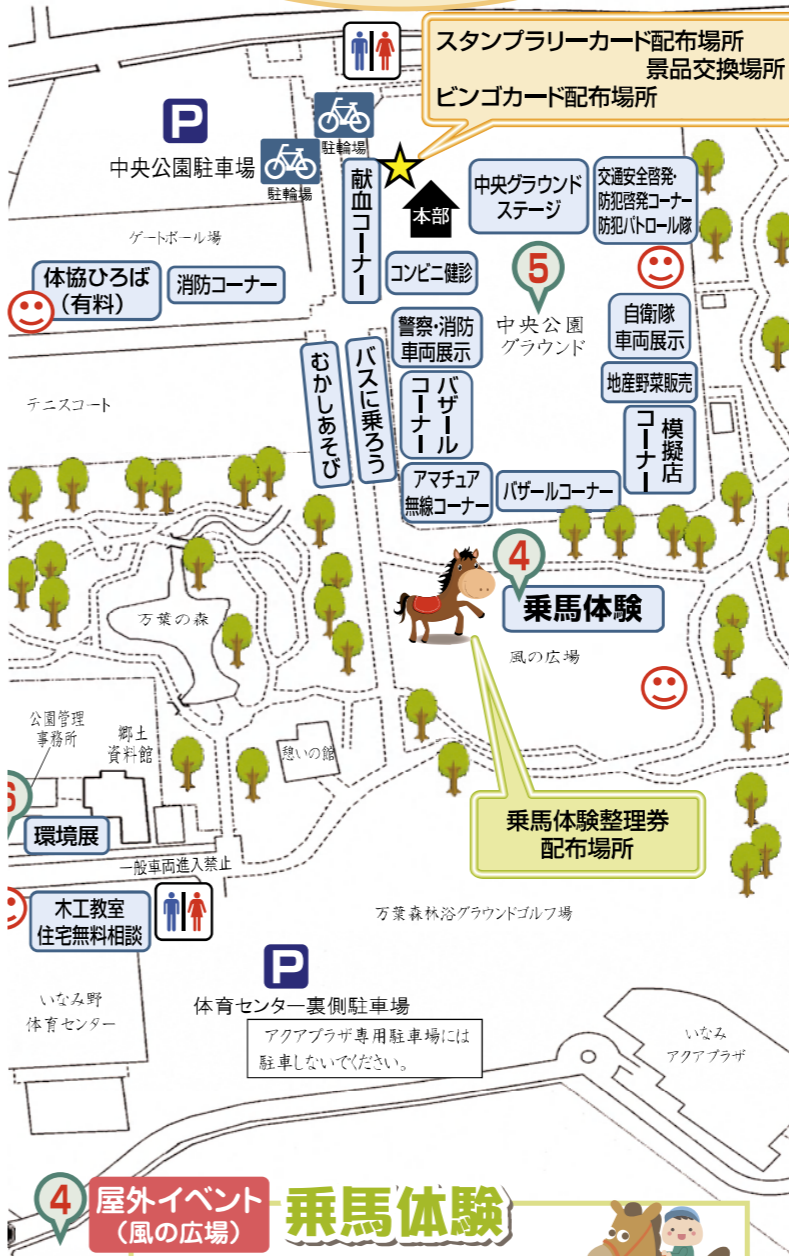 スタンプラリーカード配布場所
景品交換場所
ビンゴカード配布場所
P
中央公園駐車場
駐輪場
駐輪場
献血コーナー
本部
中央グラウンド
ステージ
交通安全啓発・
防犯啓発コーナー
防犯パトロール隊
ゲートボール場
体協ひろば
(有料)
消防コーナー
コンビニ健診
5
中央公園
グラウンド
警察・消防
車両展示
自衛隊
車両展示
地産野菜販売
むかしあそび
バスに乗ろう
バザール
コーナー
模擬店
コーナー
テニスコート
アマチュア
無線コーナー
バザールコーナー
4
乗馬体験
風の広場
万葉の森
公園管理
事務所
郷土
資料館
憩いの館
6
環境展
乗馬体験整理券
配布場所
一般車両進入禁止
木工教室
住宅無料相談
万葉森林浴グラウンドゴルフ場
P
体育センター裏側駐車場
アクアプラザ専用駐車場には
駐車しないでください。
いなみ野
体育センター
いなみ
アクアプラザ
4
屋外イベント
(風の広場)
乗馬体験